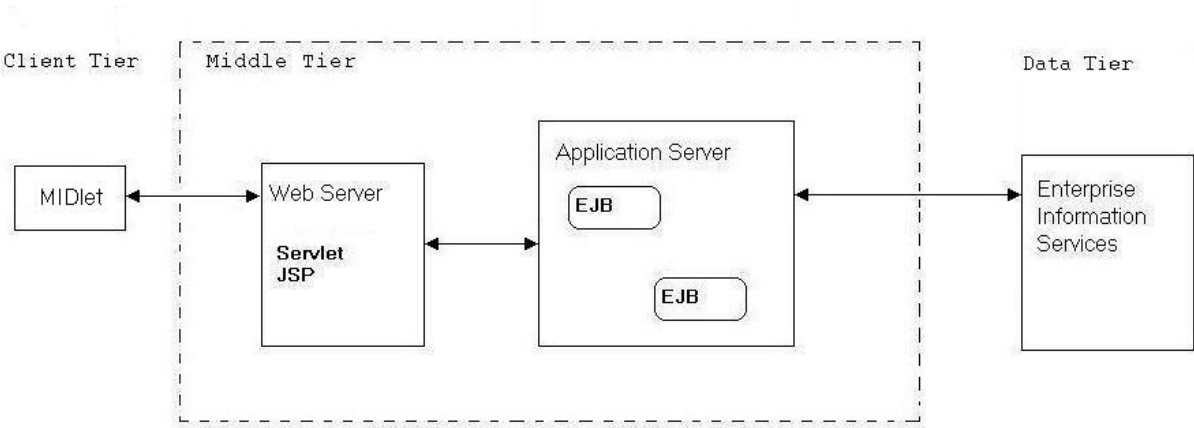 Client Tier
Middle Tier
Data Tier
MIDlet
Web Server
Servlet
JSP
Application Server
EJB
EJB
Enterprise
Information
Services